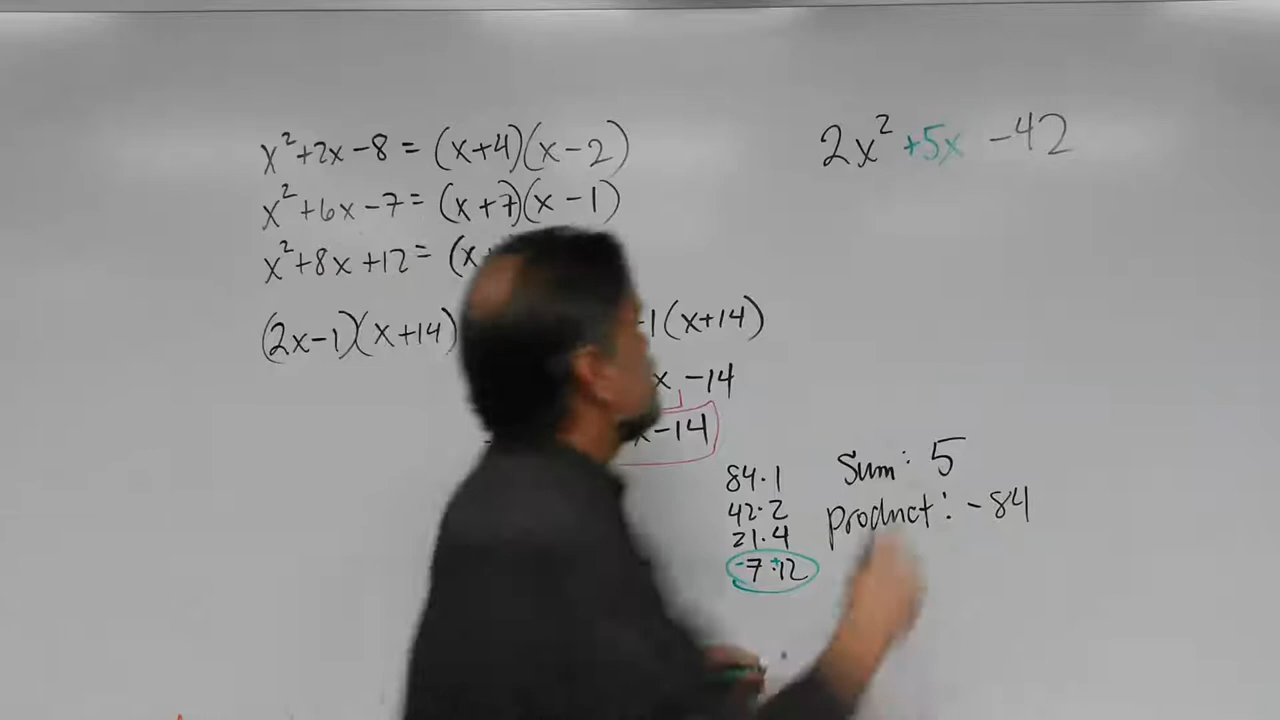 x²+2x-8=(x+4)(x-2)
x²+6x-7=(x+7)(x-1)
x²+8x+12=(x
(2x-1)(x+14)
-1(x+14)
x -14
x-14
2x² +5x -42
84·1
42·2
21·4
-7·+12
Sum: 5
product: -84